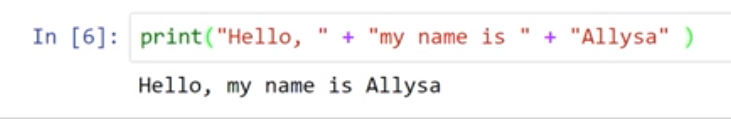 In [6]: print("Hello, " + "my name is " + "Allysa" )
Hello, my name is Allysa